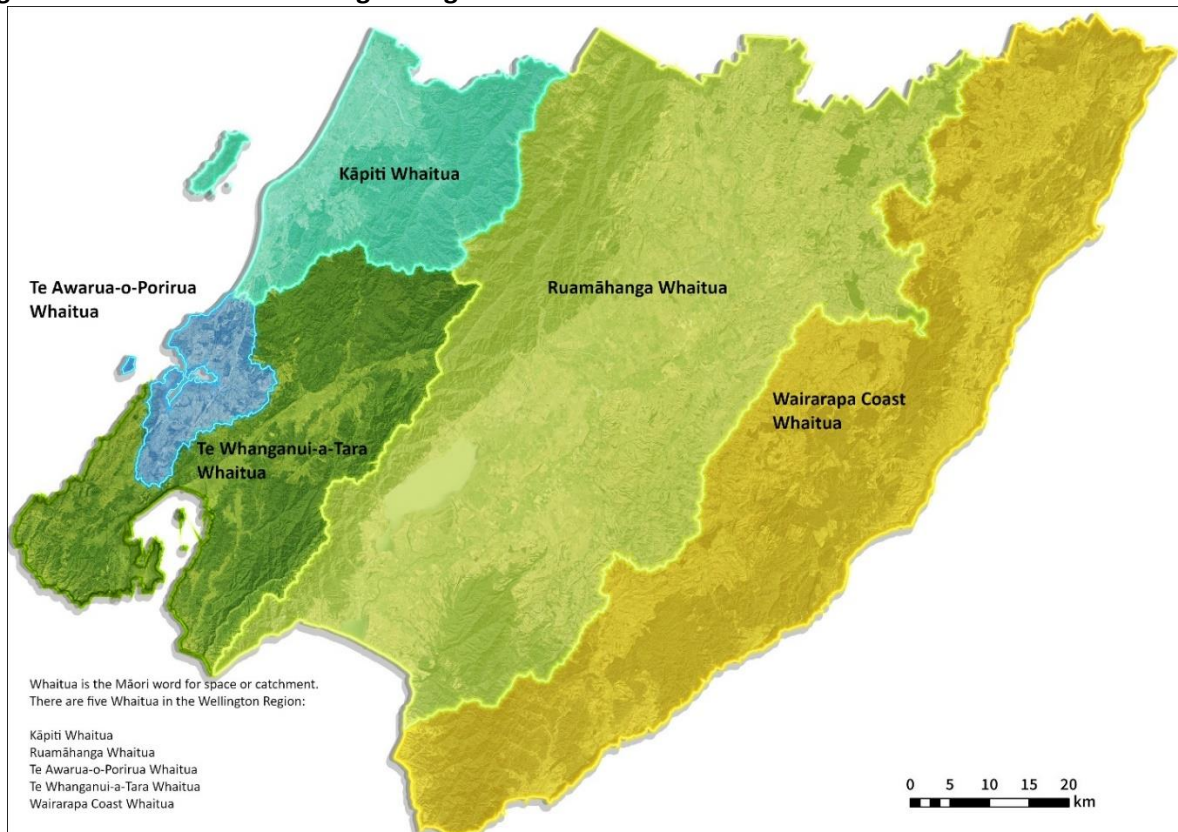 Kāpiti Whaitua
Te Awarua-o-Porirua
Whaitua
Ruamāhanga Whaitua
Wairarapa Coast
Whaitua
Te Whanganui-a-Tara
Whaitua
Whaitua is the Māori word for space or catchment.
There are five Whaitua in the Wellington Region:
Kāpiti Whaitua
Ruamāhanga Whaitua
Te Awarua-o-Porirua Whaitua
Te Whanganui-a-Tara Whaitua
Wairarapa Coast Whaitua
0 5 10 15 20
km